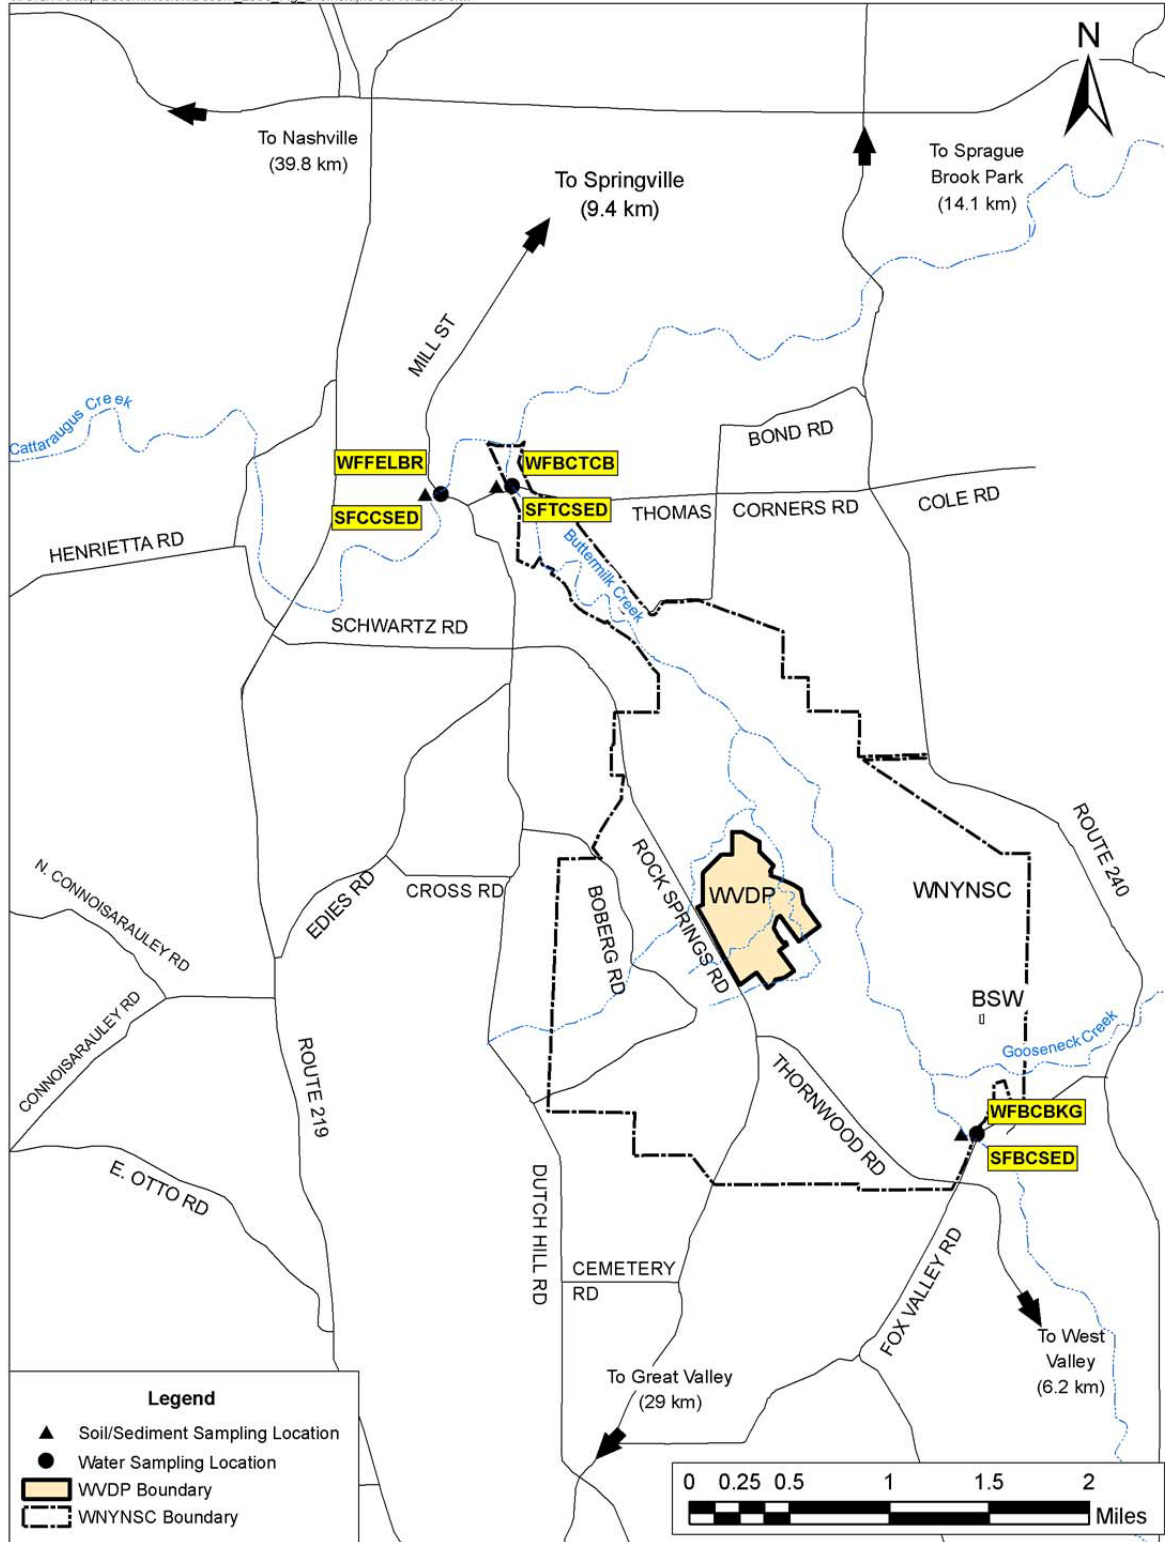 N
To Nashville
(39.8 km)
To Springville
(9.4 km)
To Sprague
Brook Park
(14.1 km)
MILL ST
Cattaraugus Creek
BOND RD
WFFELBR
WFBCTCB
SFCCSED
SFTCSED
THOMAS CORNERS RD
COLE RD
HENRIETTA RD
Buttermilk Creek
SCHWARTZ RD
ROUTE 240
N. CONNOISARAULEY RD
EDIES RD
CROSS RD
BOBERG RD
ROCK SPRINGS RD
WVDP
WNYNSC
BSW
CONNOISARAULEY RD
ROUTE 219
Gooseneck Creek
THORNWOOD RD
WFBCBKG
SFBCSED
E. OTTO RD
DUTCH HILL RD
CEMETERY
RD
FOX VALLEY RD
To West
Valley
(6.2 km)
To Great Valley
(29 km)
Legend
Soil/Sediment Sampling Location
Water Sampling Location
WVDP Boundary
WNYNSC Boundary
0 0.25 0.5 1 1.5 2
Miles